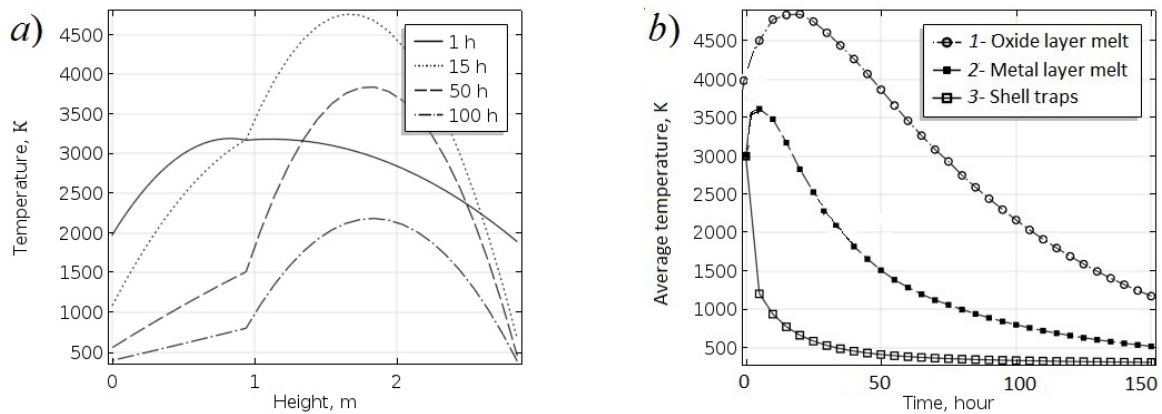 a)
Temperature, K
4500
4000
3500
3000
2500
2000
1500
1000
500
0
1
2
Height, m
1 h
15 h
50 h
100 h
b)
Average temperature, K
4500
4000
3500
3000
2500
2000
1500
1000
500
0
50
100
150
Time, hour
1- Oxide layer melt
2- Metal layer melt
3- Shell traps